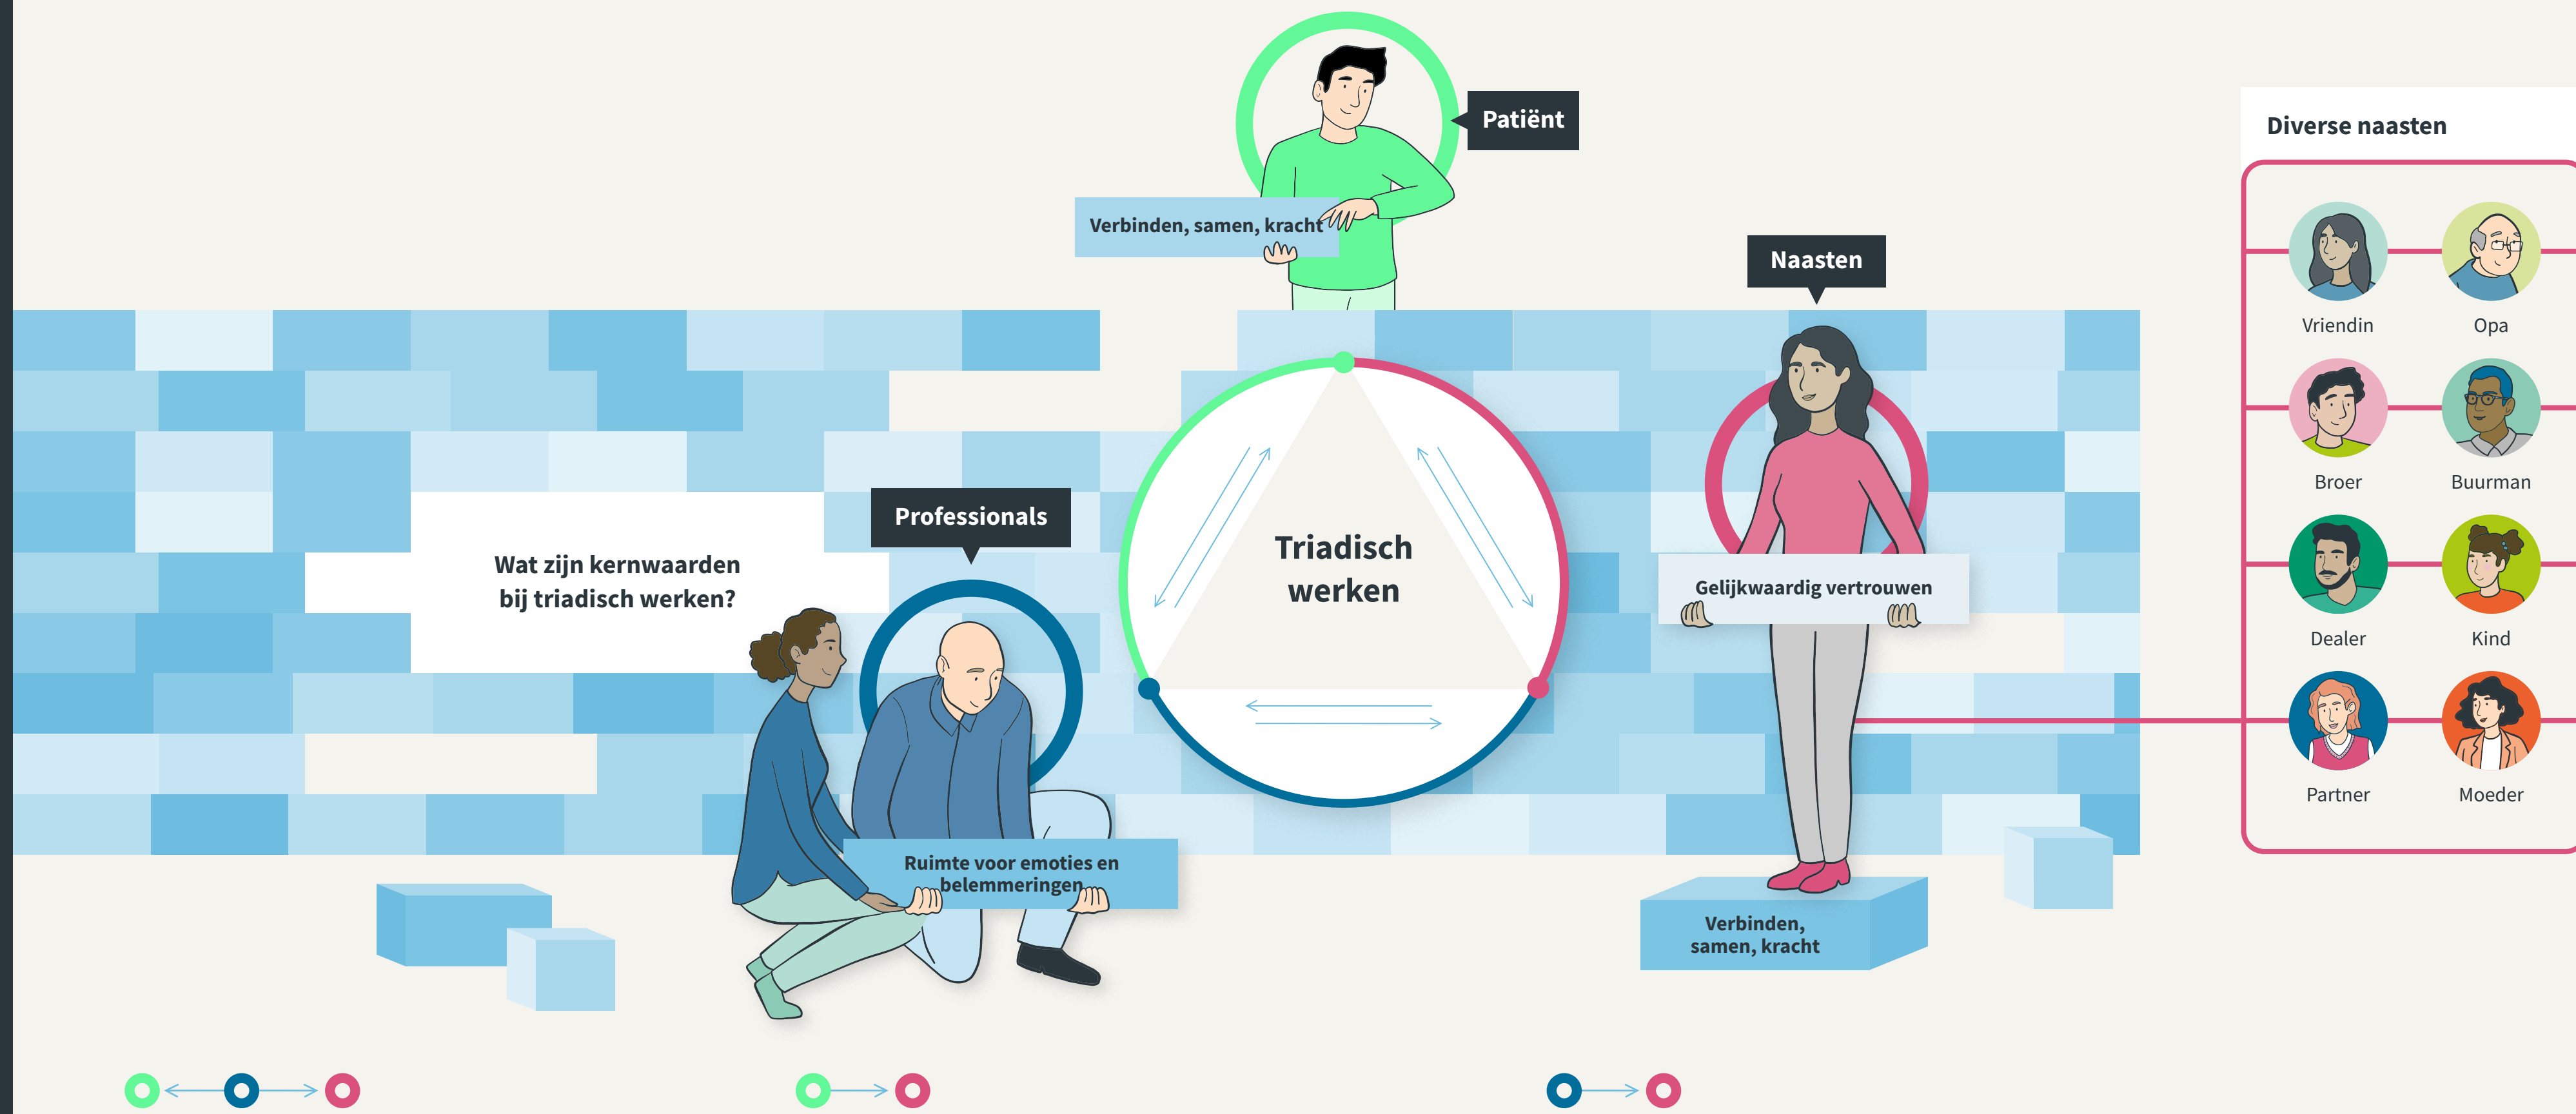 Patiënt
Verbinden, samen, kracht
Naasten
Professionals
Wat zijn kernwaarden
bij triadisch werken?
Triadisch
werken
Gelijkwaardig vertrouwen
Ruimte voor emoties en
belemmeringen
Verbinden,
samen, kracht
Diverse naasten
Vriendin
Opa
Broer
Buurman
Dealer
Kind
Partner
Moeder